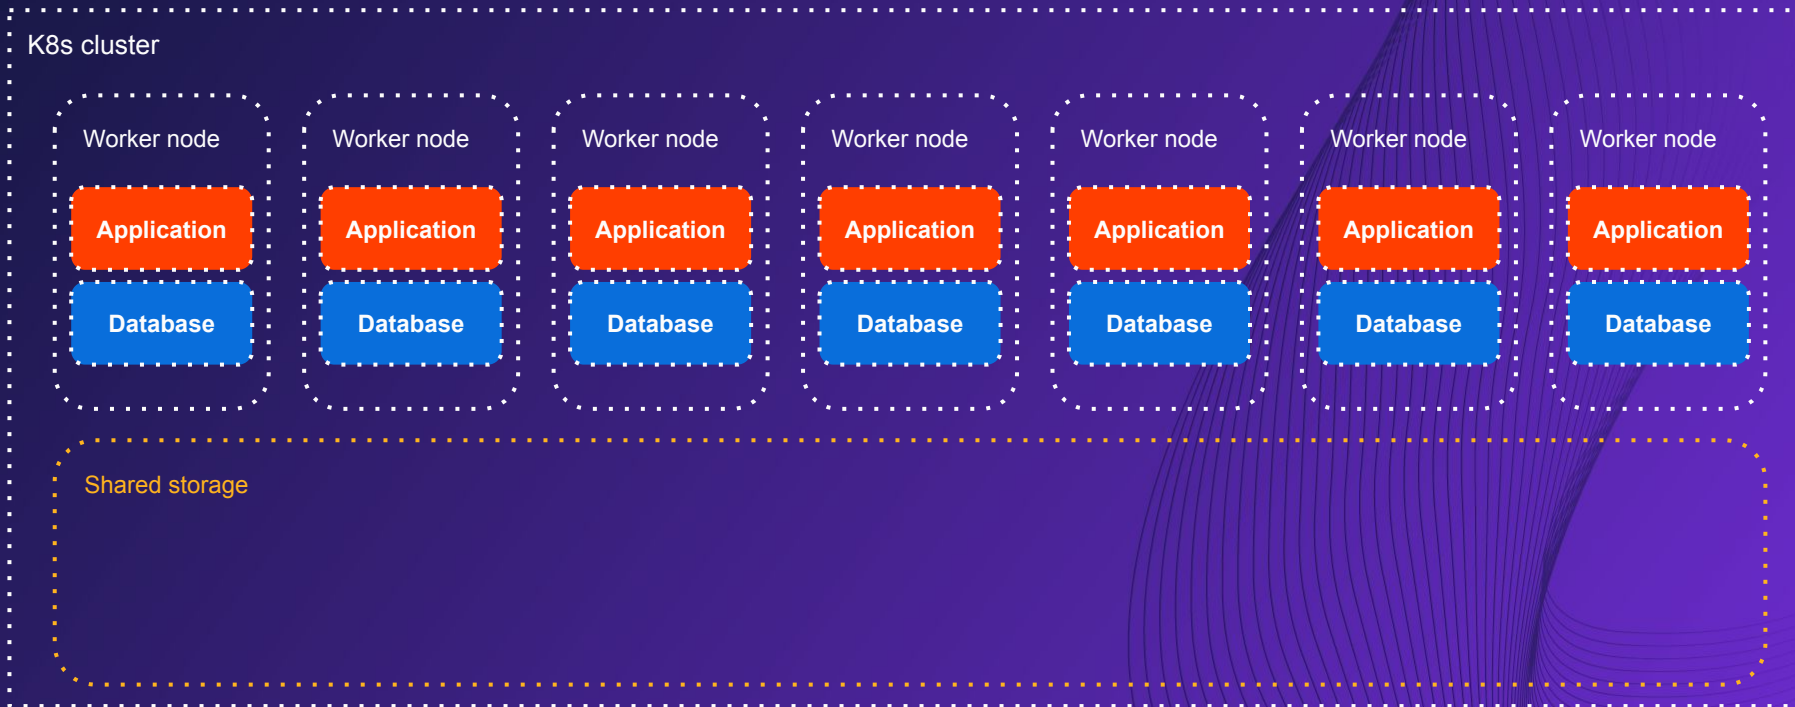 K8s cluster
Worker node
Application
Database
Worker node
Application
Database
Worker node
Application
Database
Worker node
Application
Database
Worker node
Application
Database
Worker node
Application
Database
Worker node
Application
Database
Shared storage